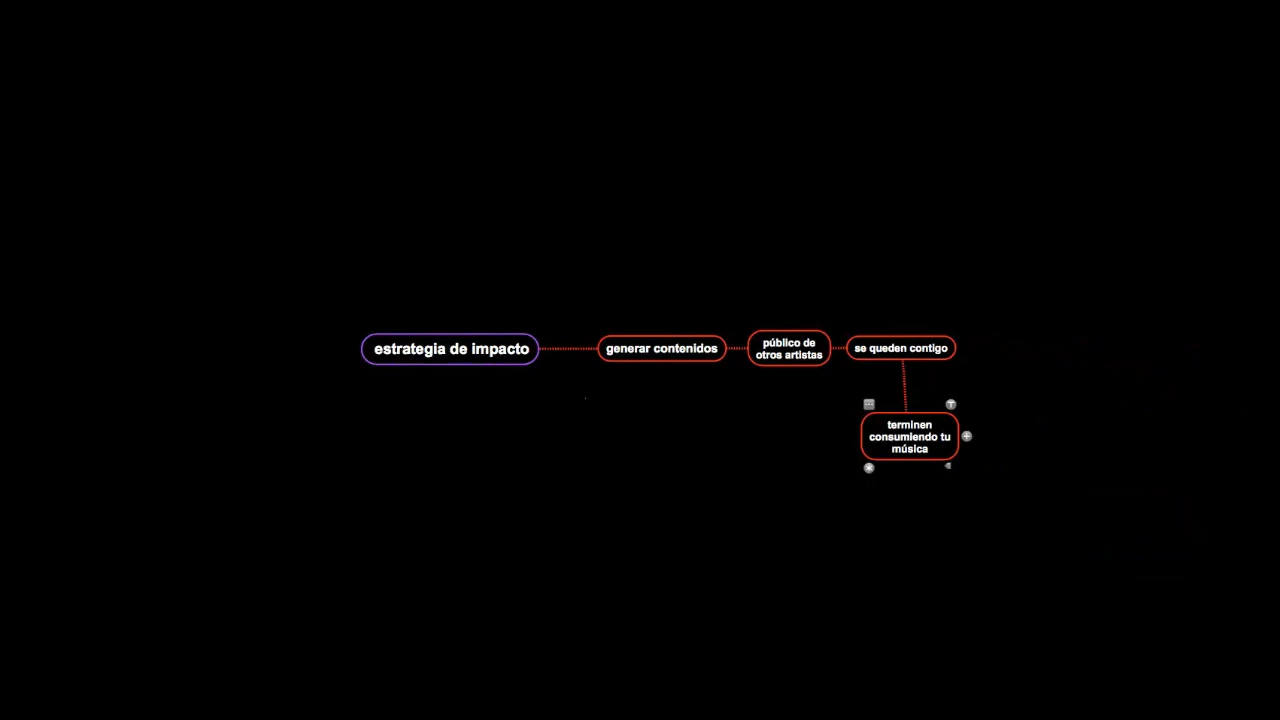 estrategia de impacto
generar contenidos
público de
otros artistas
se queden contigo
terminen
consumiendo tu
música